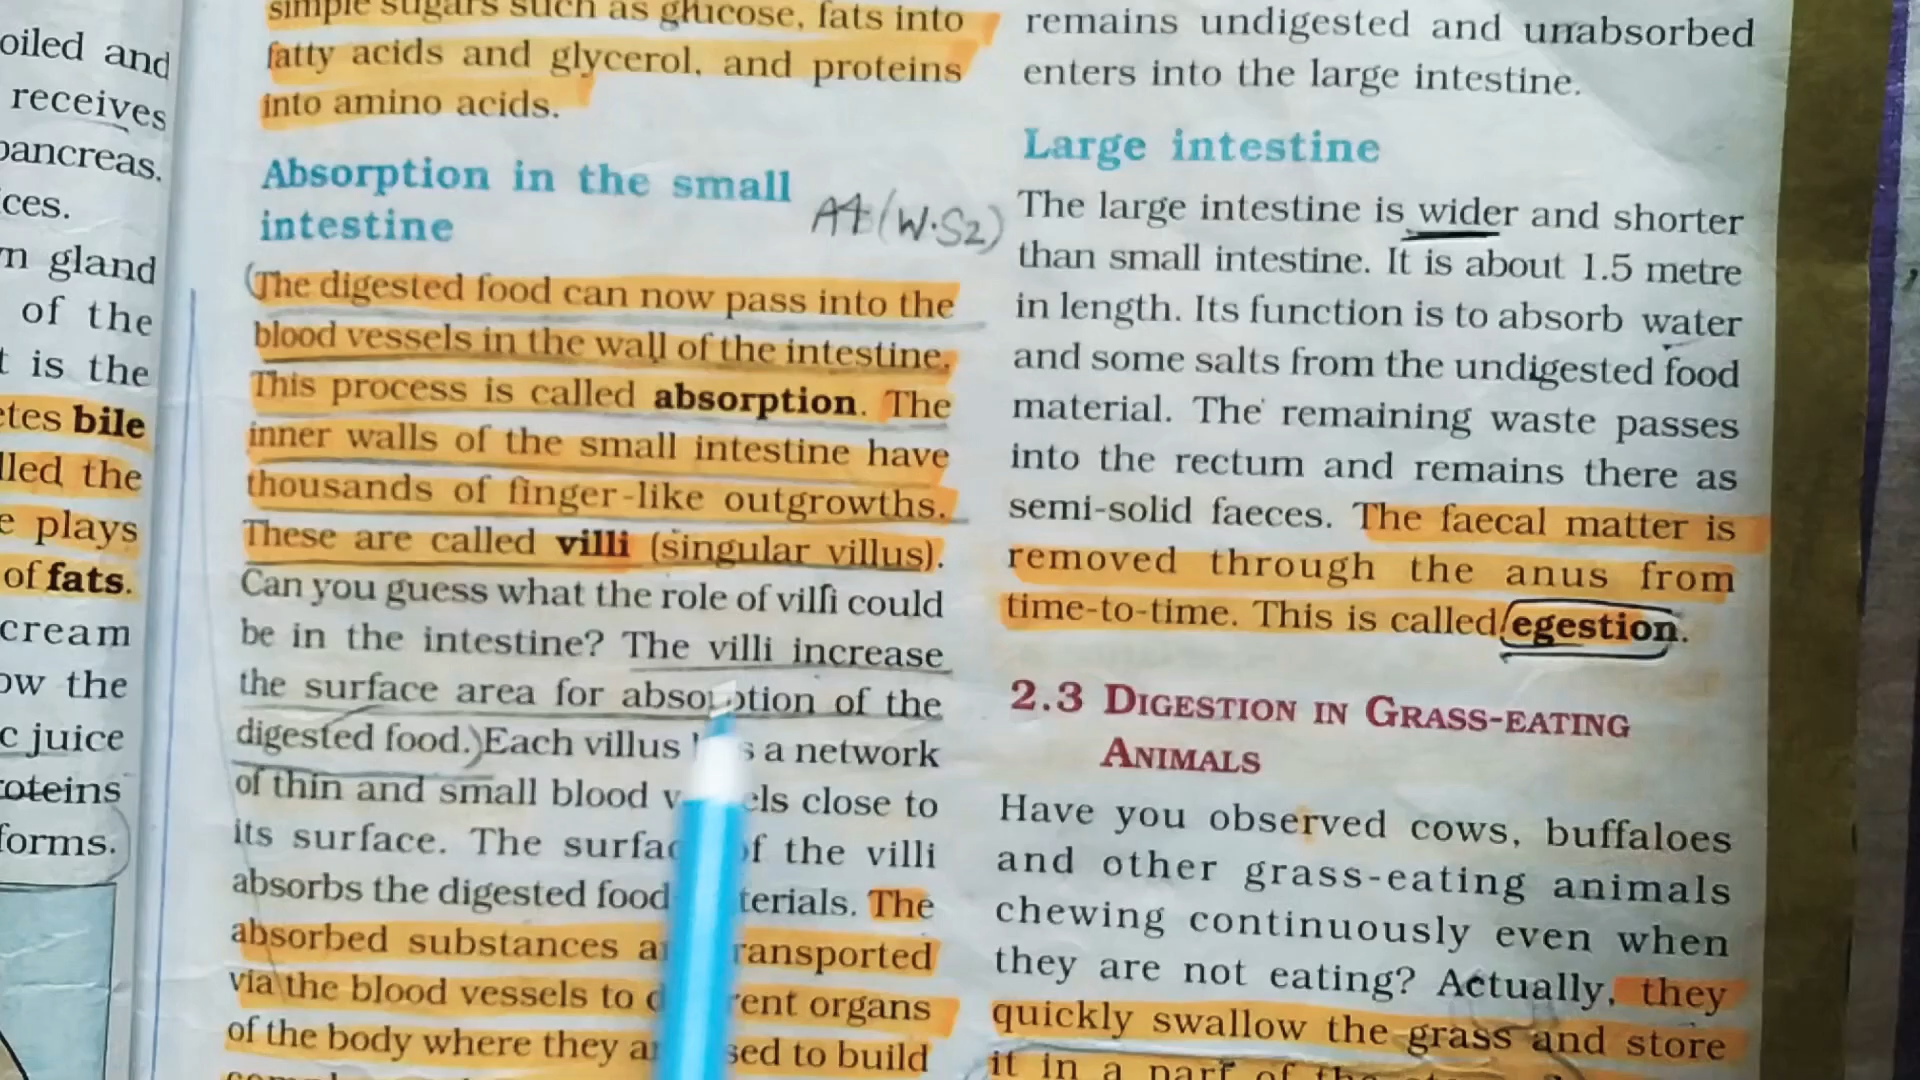 oiled and
receives
pancreas.
ces.
n gland
of the
t is the
etes bile
lled the
e plays
of fats.
cream
ow the
c juice
roteins
forms.
simple sugars such as glucose, fats into
fatty acids and glycerol, and proteins
into amino acids.
Absorption in the small
intestine
A4 (W.S2)
(The digested food can now pass into the
blood vessels in the wall of the intestine.
This process is called absorption. The
inner walls of the small intestine have
thousands of finger-like outgrowths.
These are called villi (singular villus).
Can you guess what the role of villi could
be in the intestine? The villi increase
the surface area for absorption of the
digested food.) Each villus a network
of thin and small blood close to
its surface. The of the villi
absorbs the digested food The
absorbed substances
via the blood vessels to organs
of the body where they to build
remains undigested and unabsorbed
enters into the large intestine.
Large intestine
The large intestine is wider and shorter
than small intestine. It is about 1.5 metre
in length. Its function is to absorb water
and some salts from the undigested food
material. The remaining waste passes
into the rectum and remains there as
semi-solid faeces. The faecal matter is
removed through the anus from
time-to-time. This is called egestion.
2.3 DIGESTION IN GRASS-EATING
ANIMALS
Have you observed cows, buffaloes
and other grass-eating animals
chewing continuously even when
they are not eating? Actually, they
quickly swallow the grass and store
it in a part of the